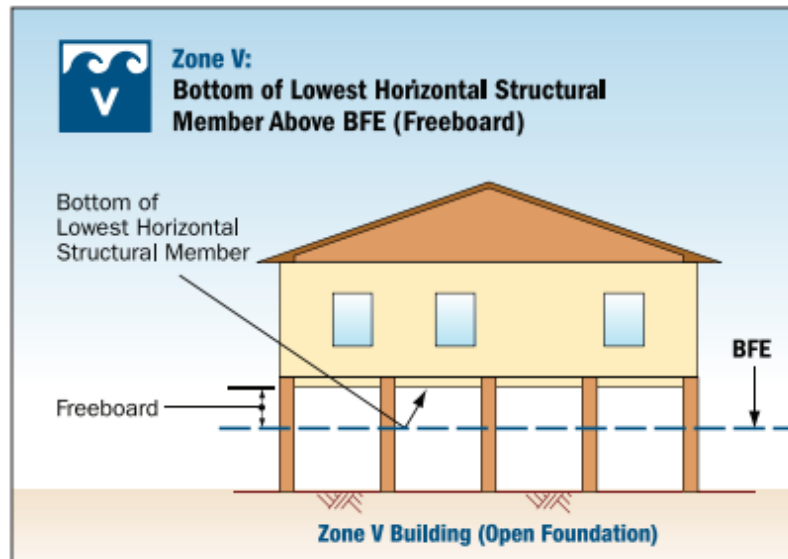 V
Zone V:
Bottom of Lowest Horizontal Structural
Member Above BFE (Freeboard)
Bottom of
Lowest Horizontal
Structural Member
BFE
Freeboard
Zone V Building (Open Foundation)